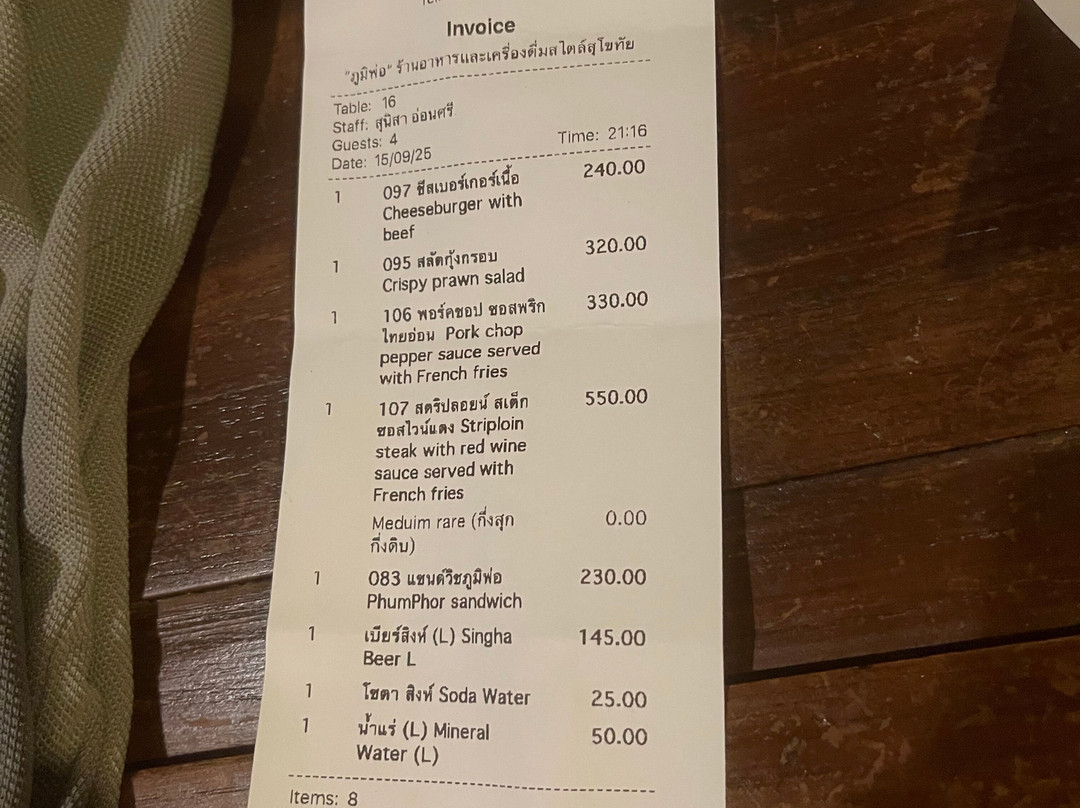 Invoice
"ภูมิพ่อ" ร้านอาหารและเครื่องดื่มสไตล์สุโขทัย
Table: 16
Staff: สุนิสา อ่อนศรี
Guests: 4
Date: 15/09/25 Time: 21:16
1 097 ชีสเบอร์เกอร์เนื้อ 240.00
Cheeseburger with
beef
1 095 สลัดกุ้งกรอบ 320.00
Crispy prawn salad
1 106 พอร์คชอป ซอสพริก 330.00
ไทยอ่อน Pork chop
pepper sauce served
with French fries
1 107 สตริปลอยน์ สเต็ก 550.00
ซอสไวน์แดง Striploin
steak with red wine
sauce served with
French fries
Meduim rare (กึ่งสุก 0.00
กึ่งดิบ)
1 083 แซนด์วิชภูมิพ่อ 230.00
PhumPhor sandwich
1 เบียร์สิงห์ (L) Singha 145.00
Beer L
1 โซดา สิงห์ Soda Water 25.00
1 น้ำแร่ (L) Mineral 50.00
Water (L)
Items: 8